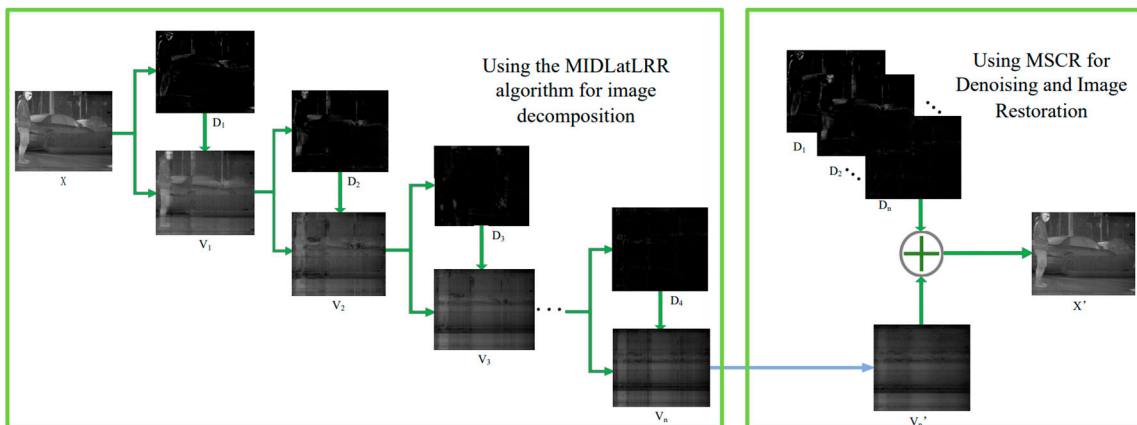 Using the MIDLatLRR
algorithm for image
decomposition
X
D1
V1
D2
V2
D3
V3
...
D4
Vn
Using MSCR for
Denoising and Image
Restoration
D1
D2
Dn
X’
Vn’